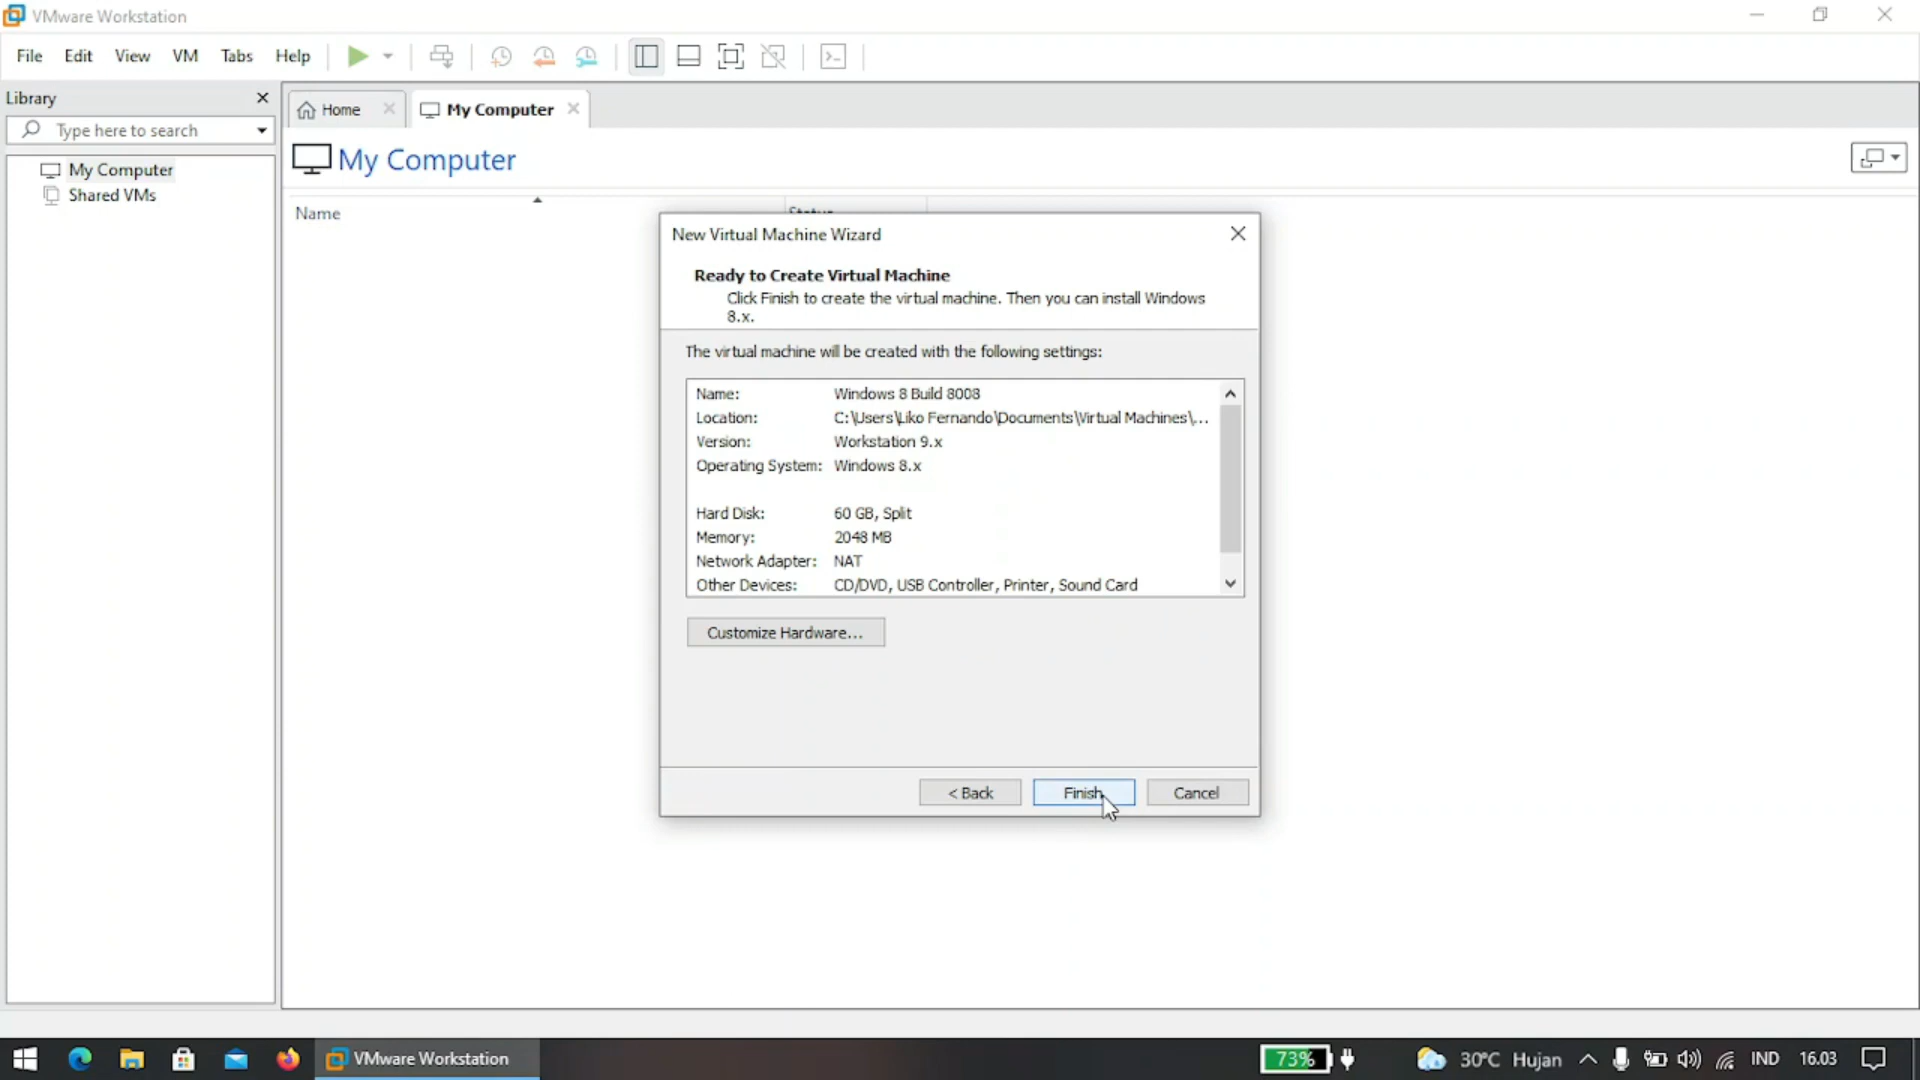 VMware Workstation
File Edit View VM Tabs Help
Library
Type here to search
My Computer
Shared VMs
Home
My Computer
My Computer
Name
Status
New Virtual Machine Wizard
Ready to Create Virtual Machine
Click Finish to create the virtual machine. Then you can install Windows
8.x.
The virtual machine will be created with the following settings:
Name: Windows 8 Build 8008
Location: C:\Users\Liko Fernando\Documents\Virtual Machines\...
Version: Workstation 9.x
Operating System: Windows 8.x
Hard Disk: 60 GB, Split
Memory: 2048 MB
Network Adapter: NAT
Other Devices: CD/DVD, USB Controller, Printer, Sound Card
Customize Hardware...
< Back Finish Cancel
VMware Workstation 73% 30°C Hujan IND 16.03